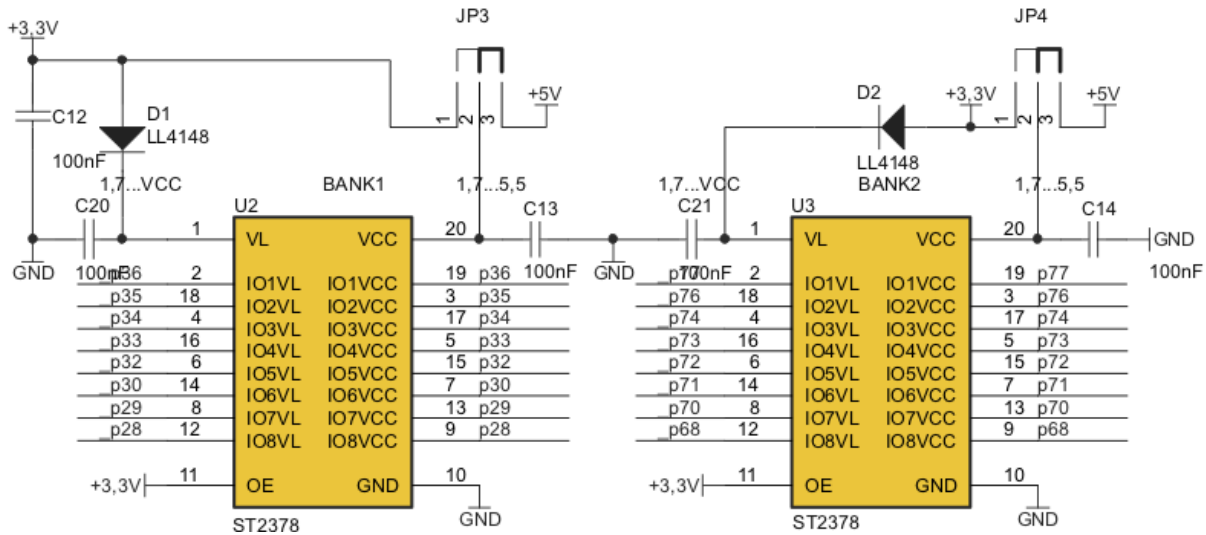 JP3
JP4
+3,3V
+5V
D2
+3,3V
+5V
C12
D1
LL4148
1
2
3
1
2
3
100nF
LL4148
1,7...VCC
BANK1
1,7...5,5
1,7...VCC
BANK2
1,7...5,5
C20
U2
C13
C21
U3
C14
1
VL
VCC
20
1
VL
VCC
20
GND
GND
100nF
100nF
GND
100nF
GND
100nF
_p36 2 IO1VL IO1VCC 19 p36
_p35 18 IO2VL IO2VCC 3 p35
_p34 4 IO3VL IO3VCC 17 p34
_p33 16 IO4VL IO4VCC 5 p33
_p32 6 IO5VL IO5VCC 15 p32
_p30 14 IO6VL IO6VCC 7 p30
_p29 8 IO7VL IO7VCC 13 p29
_p28 12 IO8VL IO8VCC 9 p28
+3,3V 11 OE GND 10
GND
ST2378
_p77 2 IO1VL IO1VCC 19 p77
_p76 18 IO2VL IO2VCC 3 p76
_p74 4 IO3VL IO3VCC 17 p74
_p73 16 IO4VL IO4VCC 5 p73
_p72 6 IO5VL IO5VCC 15 p72
_p71 14 IO6VL IO6VCC 7 p71
_p70 8 IO7VL IO7VCC 13 p70
_p68 12 IO8VL IO8VCC 9 p68
+3,3V 11 OE GND 10
GND
ST2378